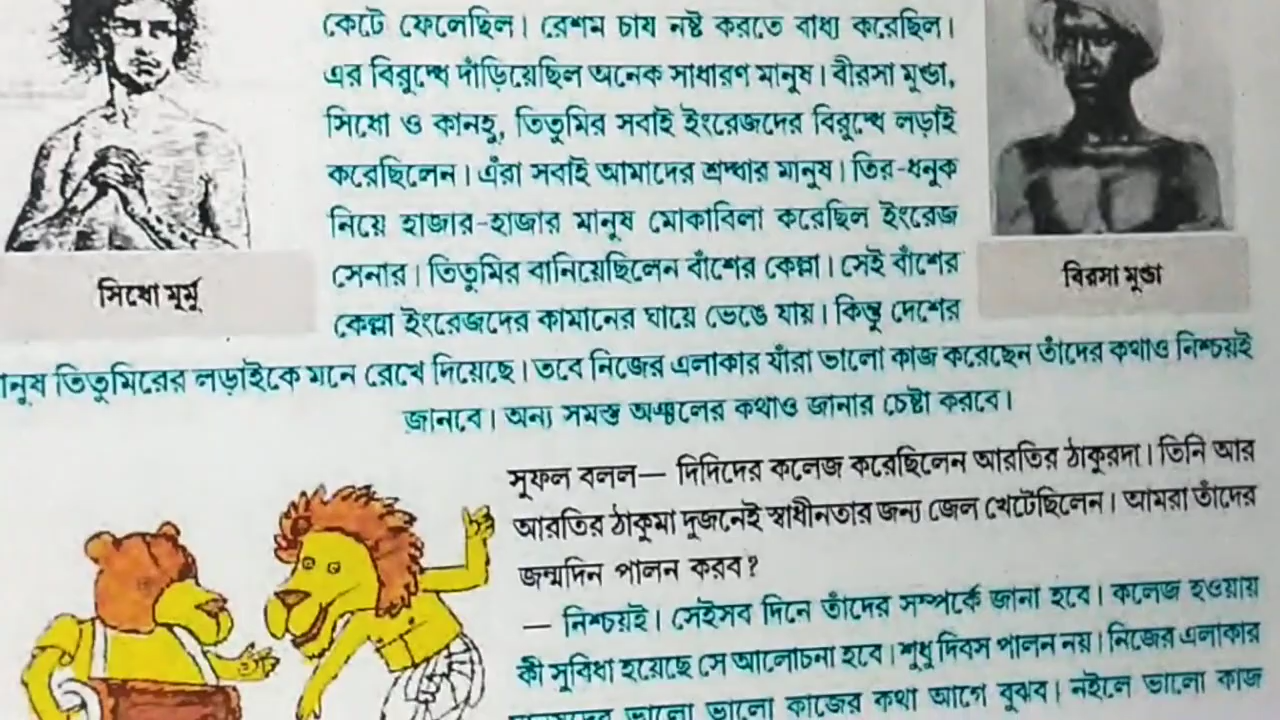 কেটে ফেলেছিল। রেশম চাষ নষ্ট করতে বাধ্য করেছিল।
এর বিরুদ্ধে দাঁড়িয়েছিল অনেক সাধারণ মানুষ। বীরসা মুন্ডা,
সিধো ও কানহু, তিতুমির সবাই ইংরেজদের বিরুদ্ধে লড়াই
করেছিলেন। এঁরা সবাই আমাদের শ্রদ্ধার মানুষ। তির-ধনুক
নিয়ে হাজার-হাজার মানুষ মোকাবিলা করেছিল ইংরেজ
সেনার। তিতুমির বানিয়েছিলেন বাঁশের কেল্লা। সেই বাঁশের
কেল্লা ইংরেজদের কামানের ঘায়ে ভেঙে যায়। কিন্তু দেশের
সিধো মুর্মু
বিরসা মুন্ডা
নুষ তিতুমিরের লড়াইকে মনে রেখে দিয়েছে। তবে নিজের এলাকার যাঁরা ভালো কাজ করেছেন তাঁদের কথাও নিশ্চয়ই
জানবে। অন্য সমস্ত অঞ্চলের কথাও জানার চেষ্টা করবে।
সুফল বলল— দিদিদের কলেজ করেছিলেন আরতির ঠাকুরদা। তিনি আর
আরতির ঠাকুমা দুজনেই স্বাধীনতার জন্য জেল খেটেছিলেন। আমরা তাঁদের
জন্মদিন পালন করব?
— নিশ্চয়ই। সেইসব দিনে তাঁদের সম্পর্কে জানা হবে। কলেজ হওয়ায়
কী সুবিধা হয়েছে সে আলোচনা হবে। শুধু দিবস পালন নয়। নিজের এলাকার
ভালো ভালো কাজের কথা আগে বুঝব। নইলে ভালো কাজ